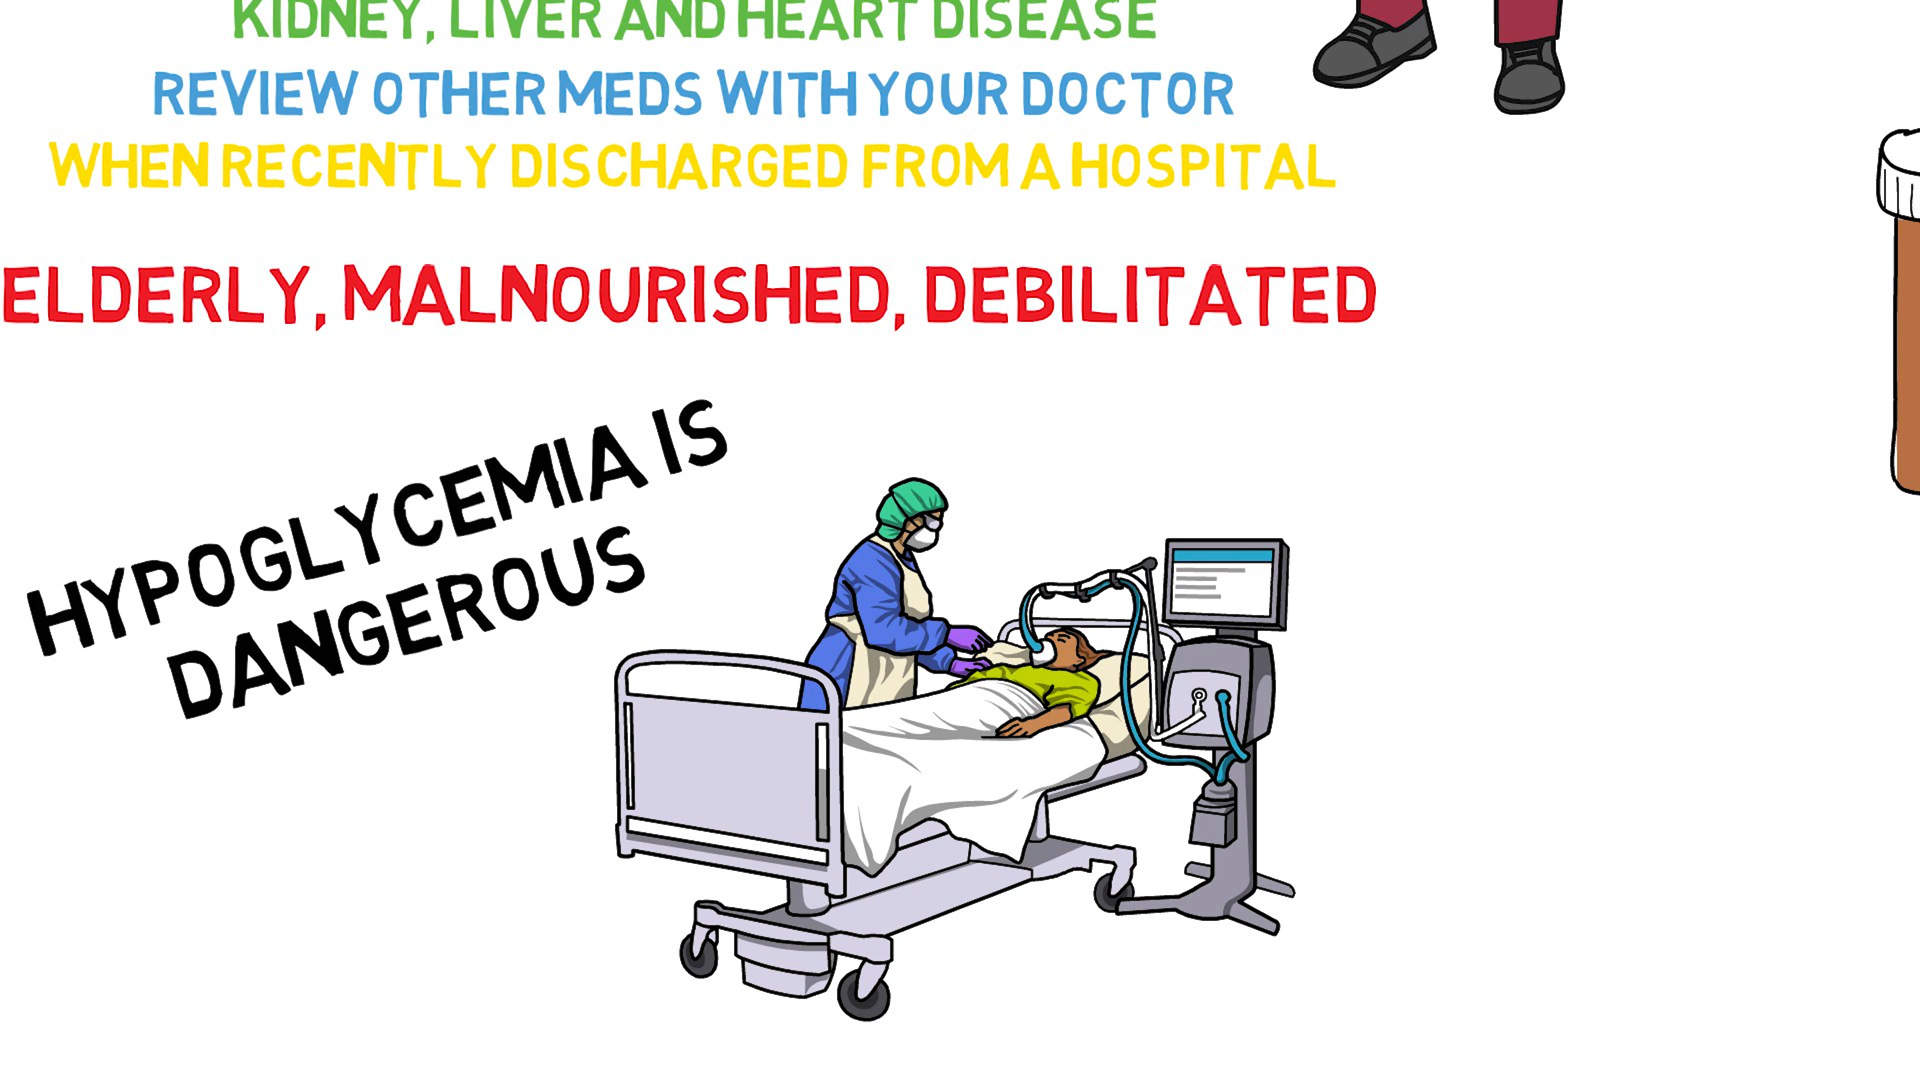 KIDNEY, LIVER AND HEART DISEASE
REVIEW OTHER MEDS WITH YOUR DOCTOR
WHEN RECENTLY DISCHARGED FROM A HOSPITAL
ELDERLY, MALNOURISHED, DEBILITATED
HYPOGLYCEMIA IS
DANGEROUS